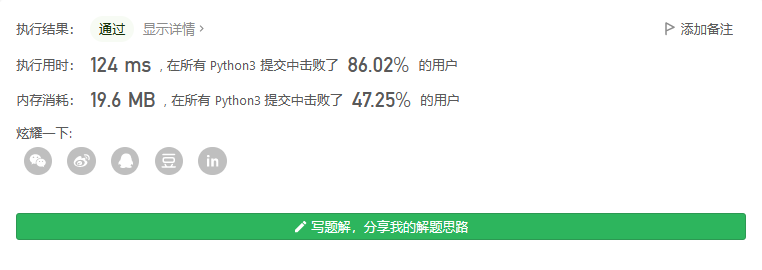 执行结果： 通过 显示详情 > 添加备注
执行用时： 124 ms , 在所有 Python3 提交中击败了 86.02% 的用户
内存消耗： 19.6 MB , 在所有 Python3 提交中击败了 47.25% 的用户
炫耀一下:
豆 in
写题解，分享我的解题思路